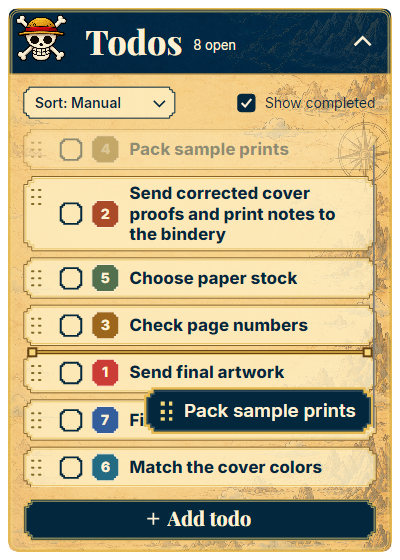 Todos 8 open
Sort: Manual
Show completed
4 Pack sample prints
2 Send corrected cover
proofs and print notes to
the bindery
5 Choose paper stock
3 Check page numbers
1 Send final artwork
Pack sample prints
7 Fi
6 Match the cover colors
+ Add todo